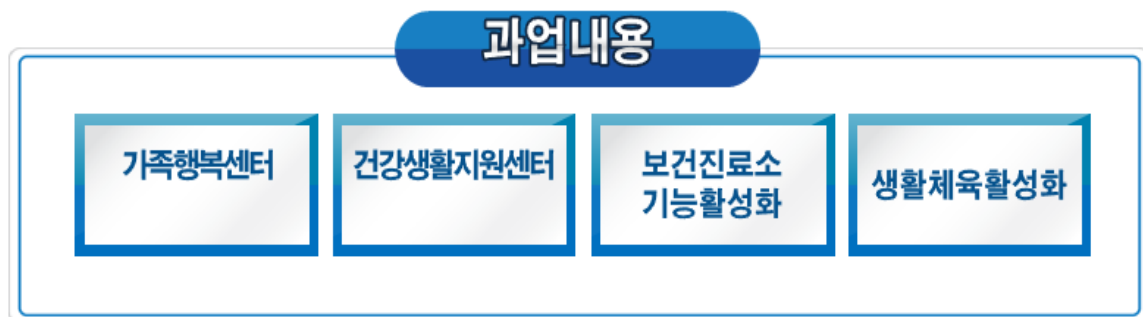 과업내용
가족행복센터
건강생활지원센터
보건진료소
기능활성화
생활체육활성화